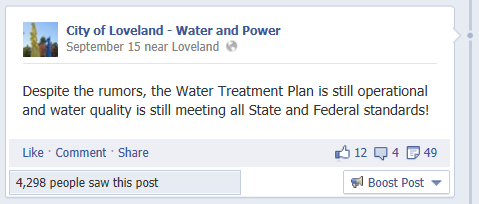 City of Loveland - Water and Power
September 15 near Loveland
Despite the rumors, the Water Treatment Plan is still operational
and water quality is still meeting all State and Federal standards!
Like · Comment · Share 12 4 49
4,298 people saw this post Boost Post